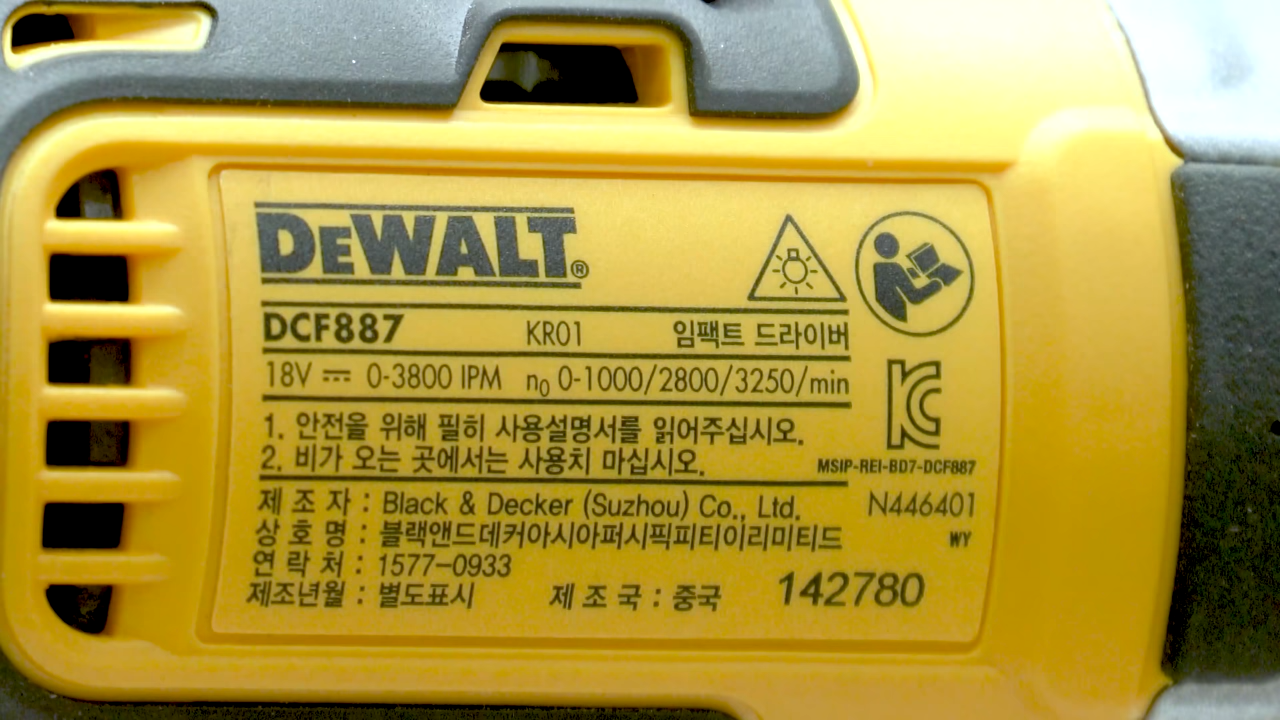 DEWALT®
DCF887 KR01 임팩트 드라이버
18V ⎓ 0-3800 IPM n0 0-1000/2800/3250/min
1. 안전을 위해 필히 사용설명서를 읽어주십시오.
2. 비가 오는 곳에서는 사용치 마십시오.
MSIP-REI-BD7-DCF887
제 조 자 : Black & Decker (Suzhou) Co., Ltd. N446401
상 호 명 : 블랙앤드데커아시아퍼시픽피티이리미티드 WY
연 락 처 : 1577-0933
제조년월 : 별도표시 제 조 국 : 중국 142780